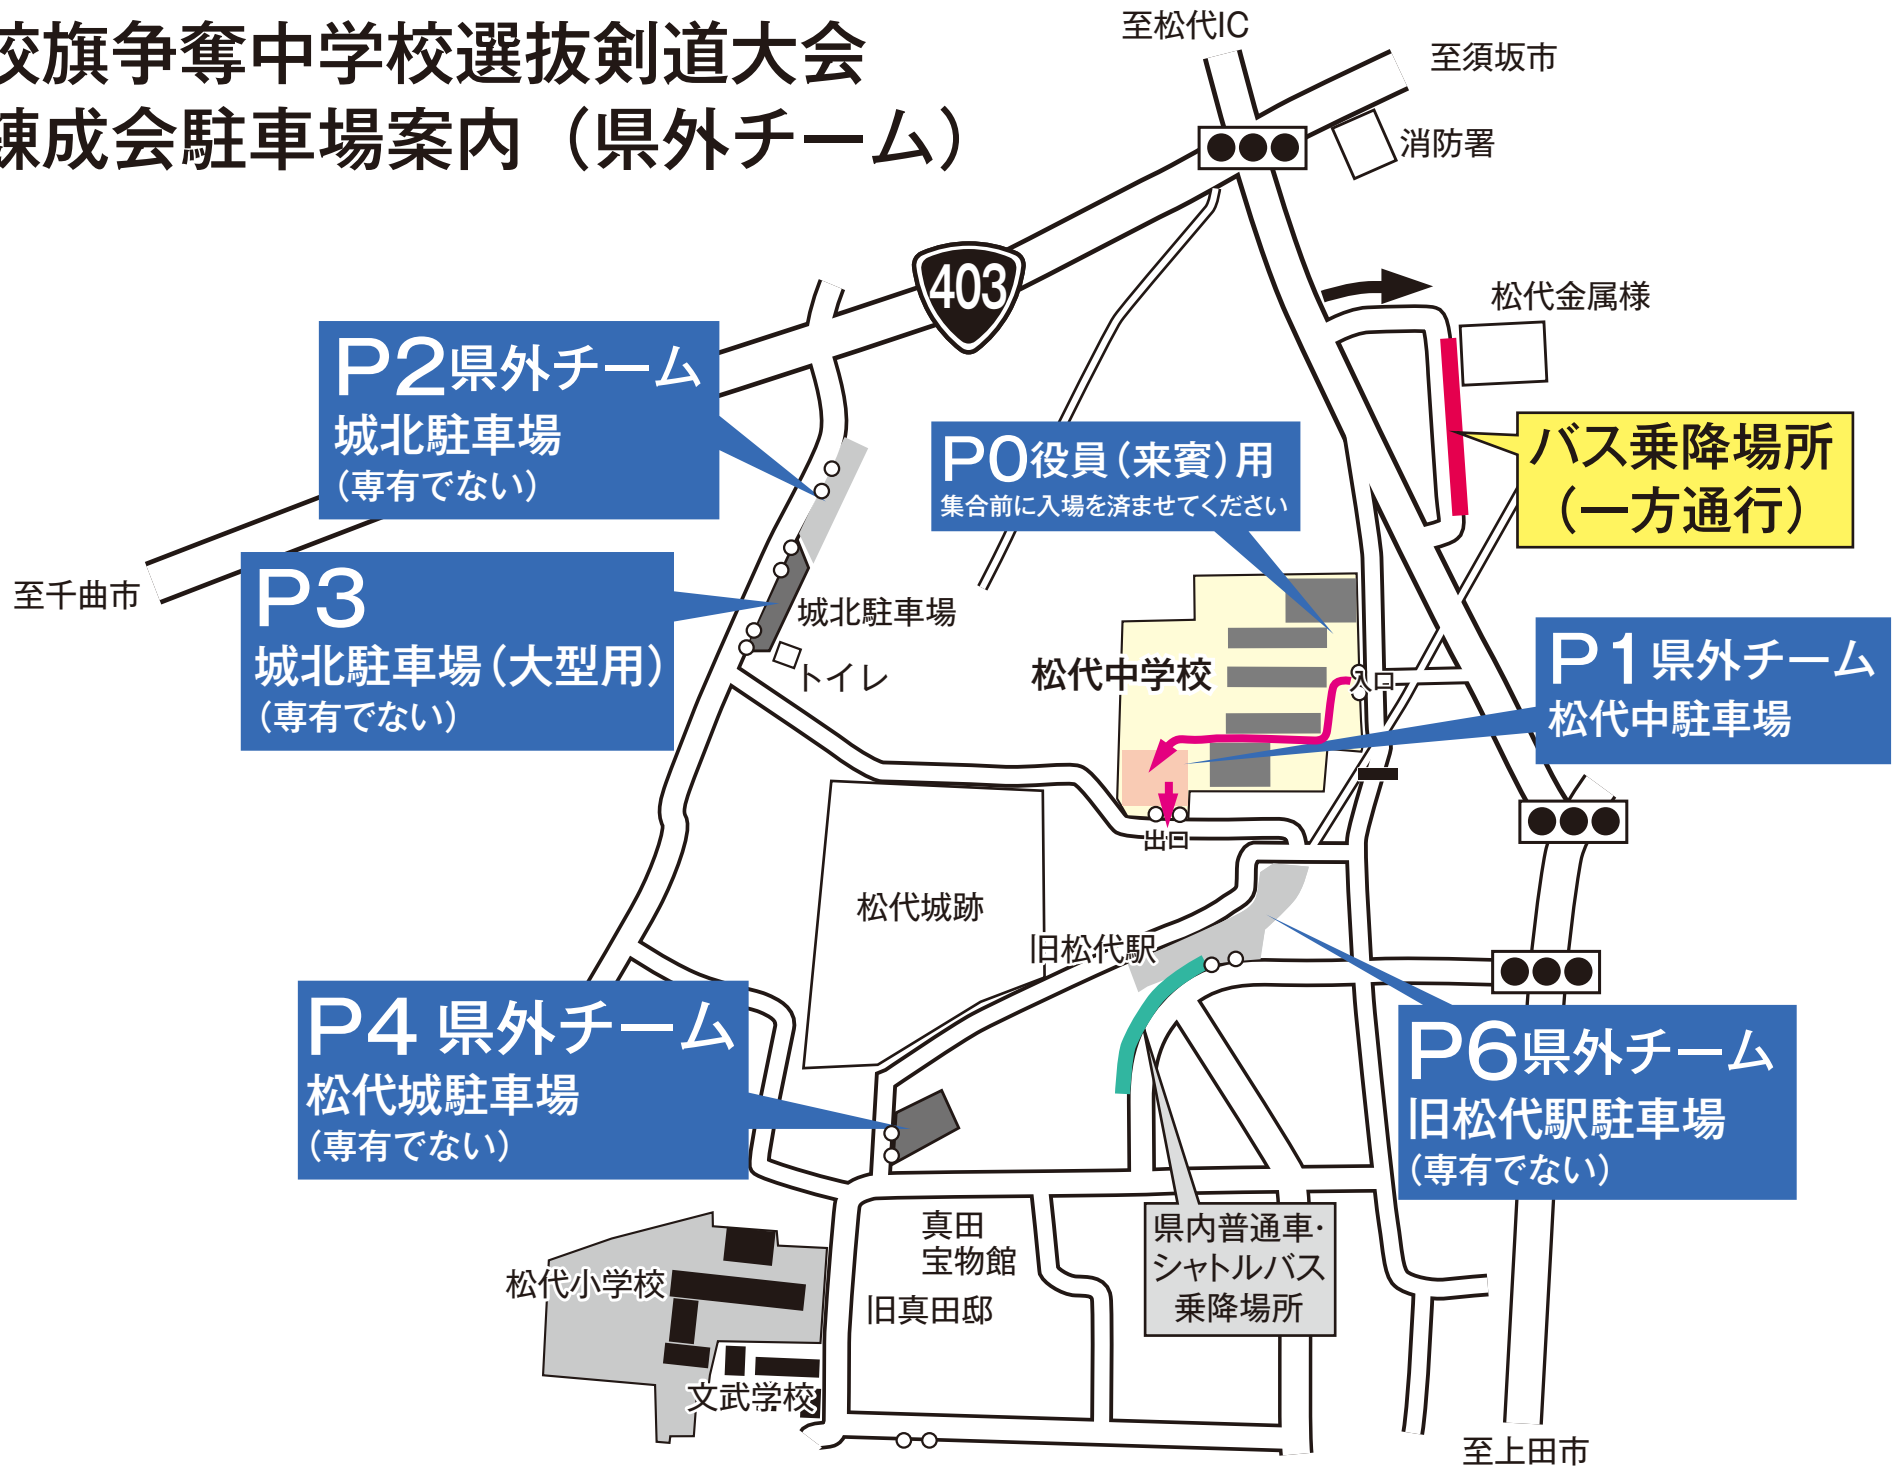 校旗争奪中学校選抜剣道大会
錬成会駐車場案内（県外チーム）
至松代IC
至須坂市
消防署
403
松代金属様
P2県外チーム
城北駐車場
（専有でない）
P0役員（来賓）用
集合前に入場を済ませてください
バス乗降場所
（一方通行）
至千曲市
P3
城北駐車場（大型用）
（専有でない）
城北駐車場
トイレ
松代中学校
入口
P1県外チーム
松代中駐車場
出口
松代城跡
旧松代駅
P4 県外チーム
松代城駐車場
（専有でない）
P6県外チーム
旧松代駅駐車場
（専有でない）
県内普通車・
シャトルバス
乗降場所
真田
宝物館
旧真田邸
松代小学校
文武学校
至上田市